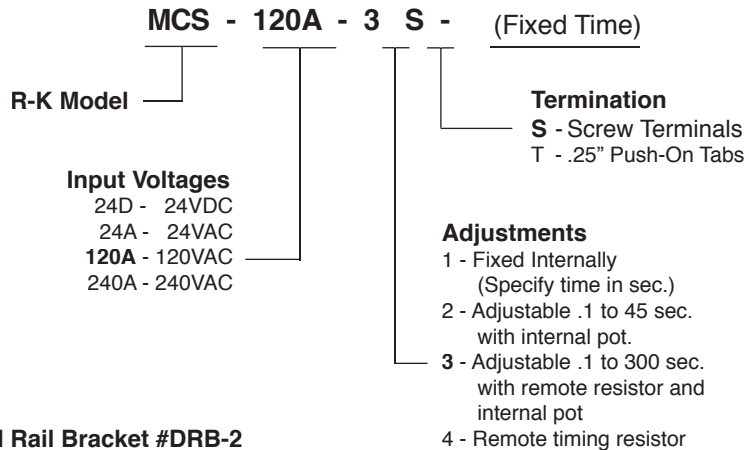 MCS - 120A - 3 S - (Fixed Time)
R-K Model
Termination
S - Screw Terminals
T - .25” Push-On Tabs
Input Voltages
24D - 24VDC
24A - 24VAC
120A - 120VAC
240A - 240VAC
Adjustments
1 - Fixed Internally
(Specify time in sec.)
2 - Adjustable .1 to 45 sec.
with internal pot.
3 - Adjustable .1 to 300 sec.
with remote resistor and
internal pot
4 - Remote timing resistor
Rail Bracket #DRB-2